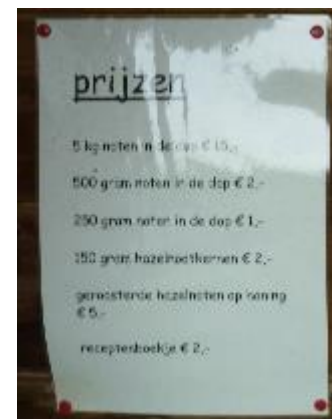 prijzen
5 kg noten in de dop € 15,-
500 gram noten in de dop € 2,-
250 gram noten in de dop € 1,-
150 gram hazelnootkernen € 2,-
geroosterde hazelnoten op honing
€ 5,-
receptenboekje € 2,-